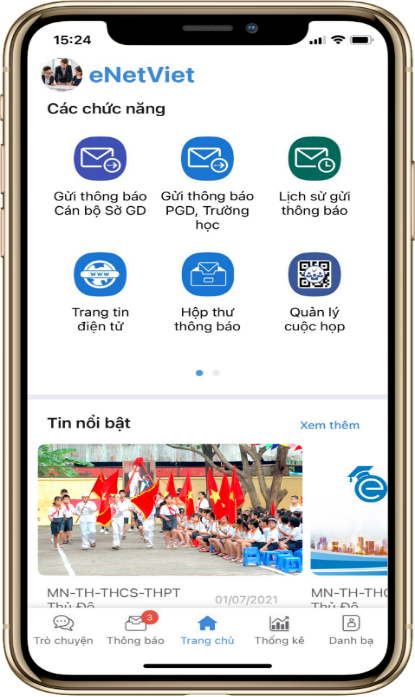 15:24
eNetViet
Các chức năng
Gửi thông báo
Cán bộ Sở GD
Gửi thông báo
PGD, Trường
học
Lịch sử gửi
thông báo
WWW
Trang tin
điện tử
Hộp thư
thông báo
Quản lý
cuộc họp
Tin nổi bật
Xem thêm
MN-TH-THCS-THPT
Thủ Đô
01/07/2021
MN-TH-THC
Thủ Đô
3
Trò chuyện
Thông báo
Trang chủ
Thống kê
Danh bạ